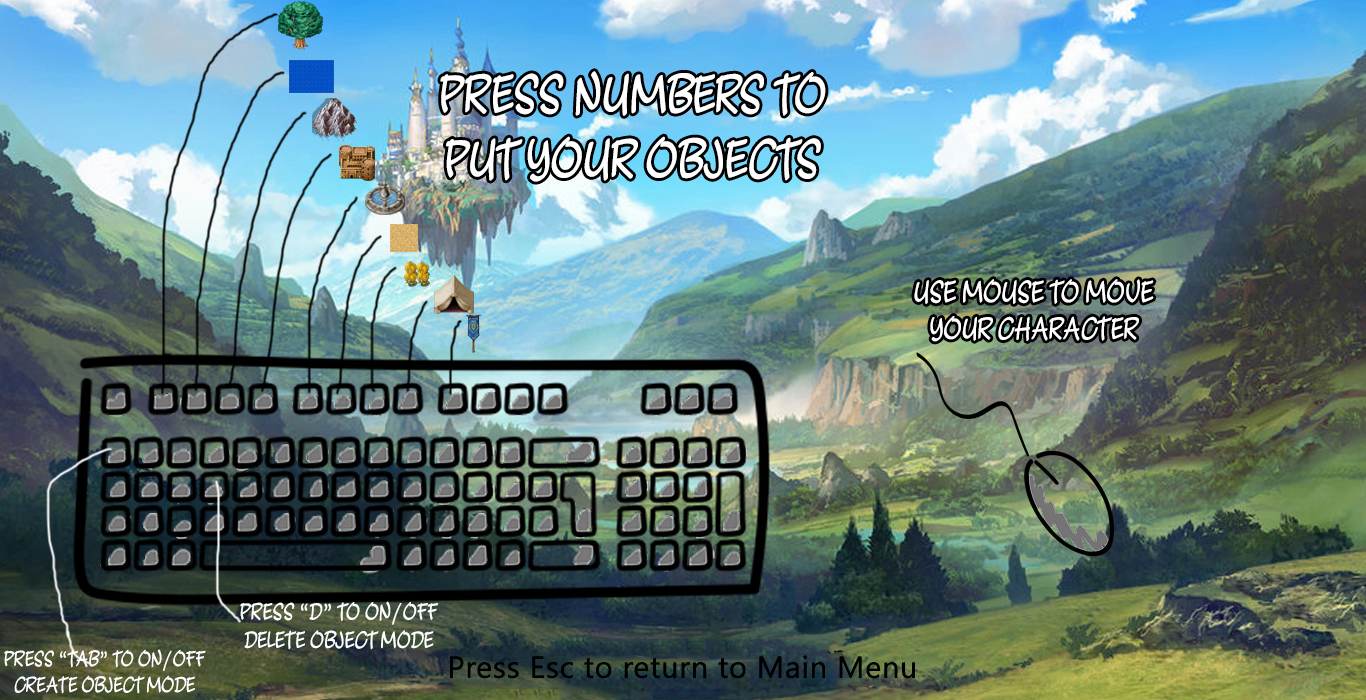 PRESS NUMBERS TO
PUT YOUR OBJECTS
USE MOUSE TO MOVE
YOUR CHARACTER
PRESS “D” TO ON/OFF
DELETE OBJECT MODE
PRESS “TAB” TO ON/OFF
CREATE OBJECT MODE
Press Esc to return to Main Menu